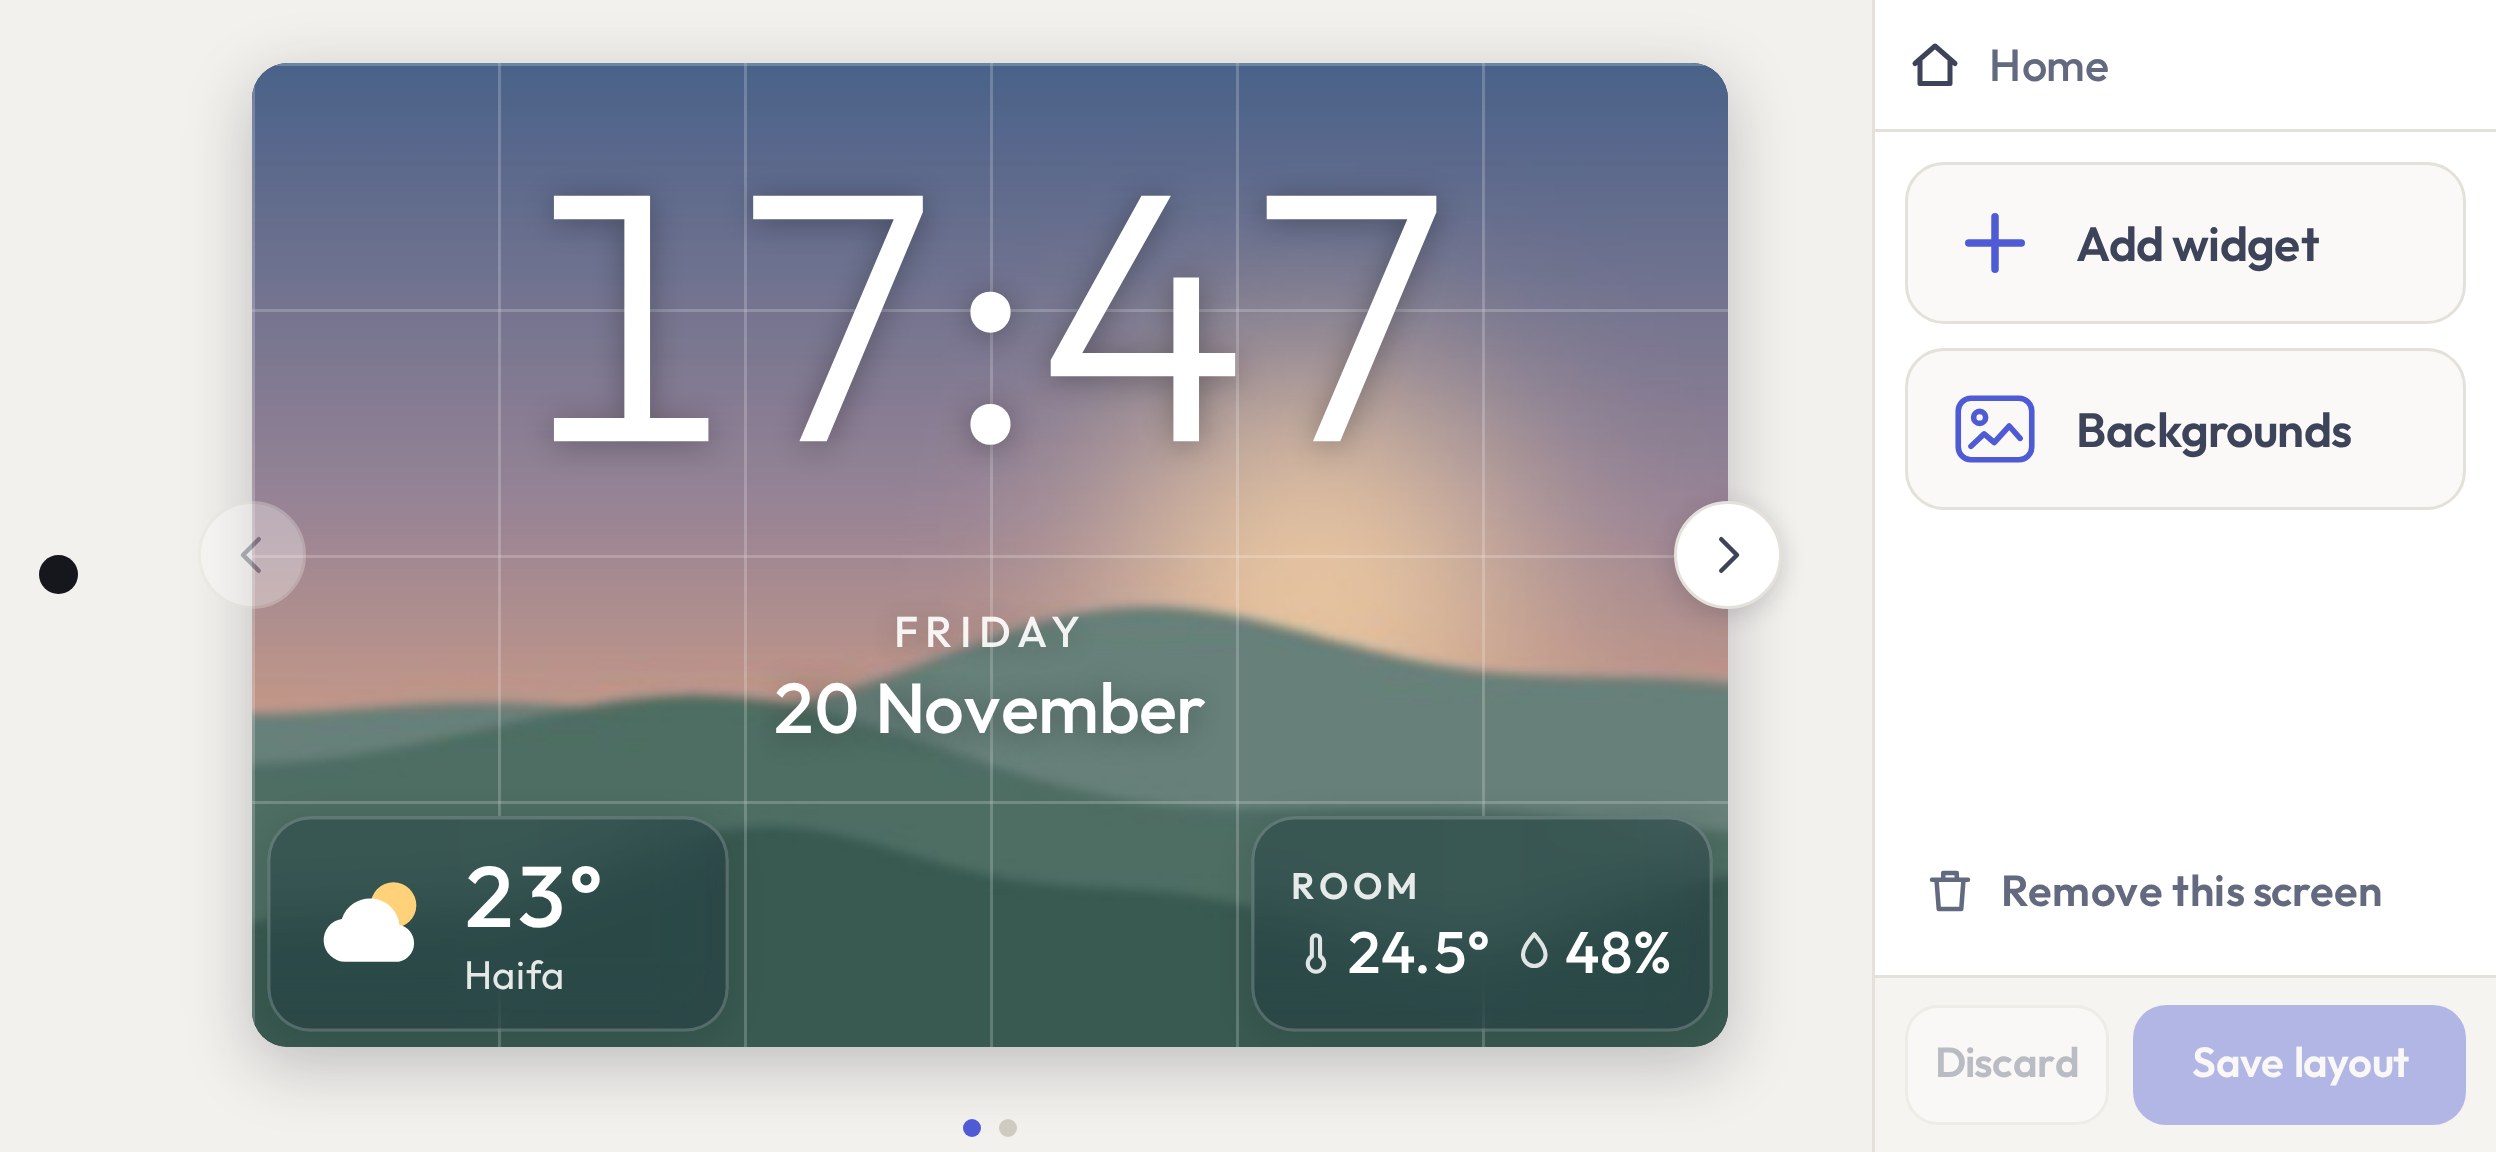 17:47
FRIDAY
20 November
23°
Haifa
ROOM
24.5° 48%
Home
Add widget
Backgrounds
Remove this screen
Discard
Save layout